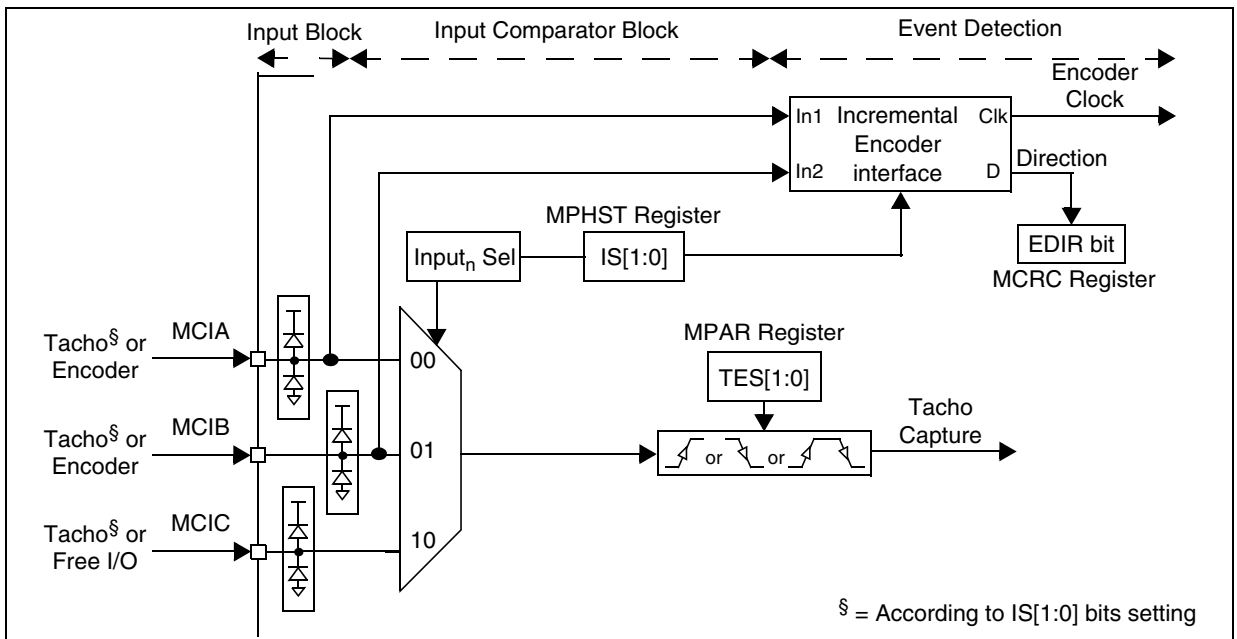 Input Block
Input Comparator Block
Event Detection
Encoder
Clock
In1 Incremental Clk
Encoder
In2 interface D
Direction
MPHST Register
Inputn Sel
IS[1:0]
EDIR bit
MCRC Register
Tacho§ or
Encoder
MCIA
00
MPAR Register
TES[1:0]
Tacho§ or
Encoder
MCIB
01
or or
Tacho
Capture
Tacho§ or
Free I/O
MCIC
10
§ = According to IS[1:0] bits setting